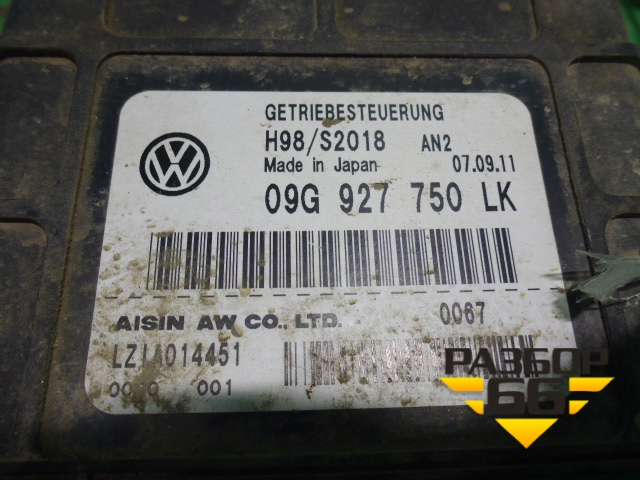 GETRIEBESTEUERUNG
H98/S2018 AN2
Made in Japan 07.09.11
09G 927 750 LK
AISIN AW CO., LTD. 0067
001
РАЗБОР
66